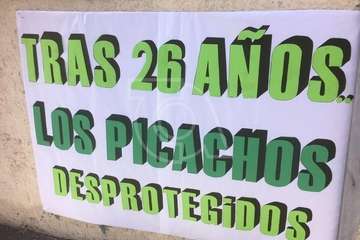 TRAS 26 AÑOS...
LOS PICACHOS
DESPROTEGiDOS